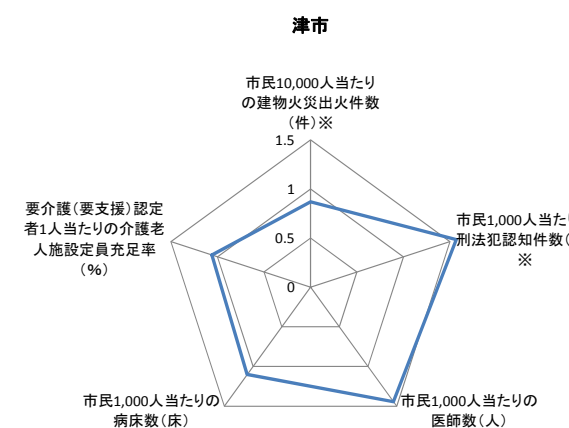 津市
市民10,000人当たり
の建物火災出火件数
（件）※
1.5
1
0.5
0
市民1,000人当たり
刑法犯認知件数（
※
市民1,000人当たりの
医師数（人）
市民1,000人当たりの
病床数（床）
要介護（要支援）認定
者1人当たりの介護老
人施設定員充足率
（％）